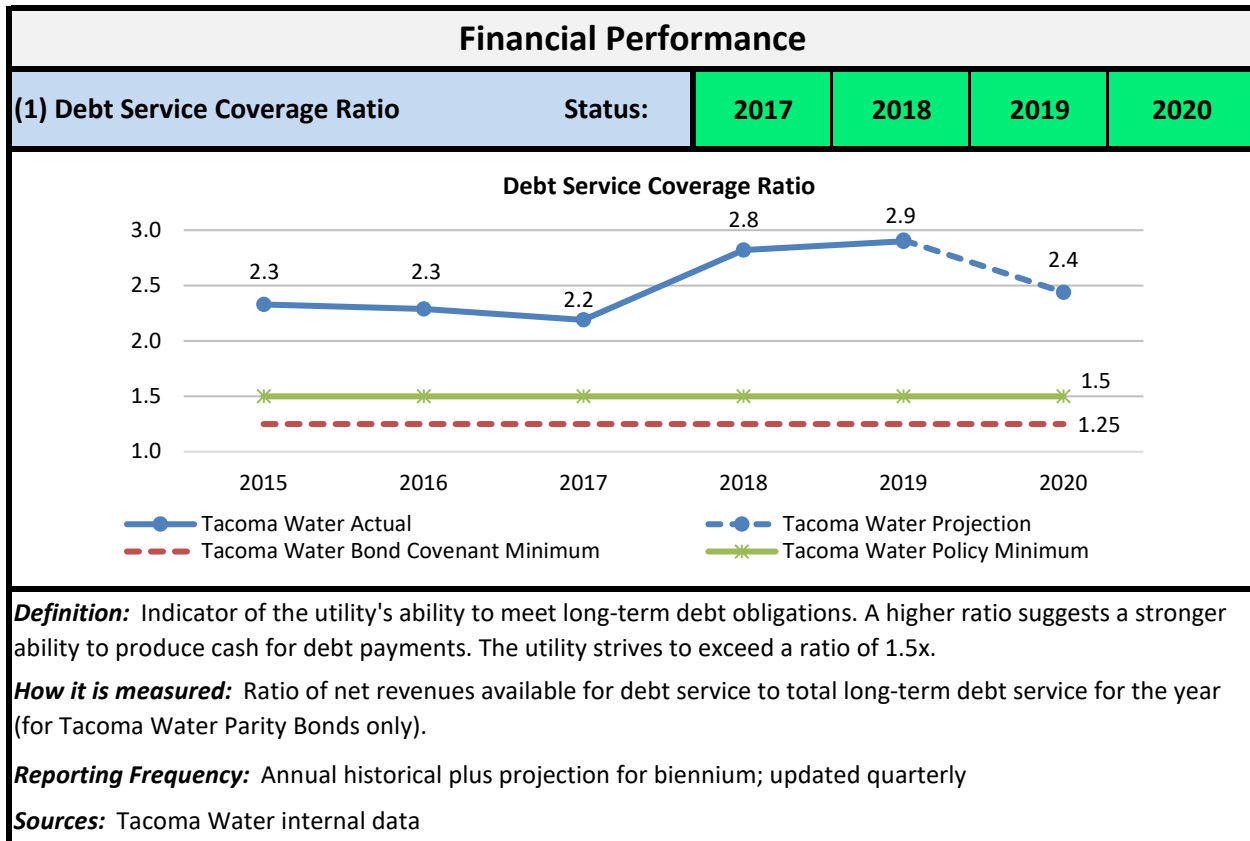 Financial Performance
(1) Debt Service Coverage Ratio Status: 2017 2018 2019 2020
Debt Service Coverage Ratio
3.0
2.5
2.0
1.5
1.0
2.3
2.3
2.2
2.8
2.9
2.4
1.5
1.25
2015 2016 2017 2018 2019 2020
Tacoma Water Actual Tacoma Water Projection
Tacoma Water Bond Covenant Minimum Tacoma Water Policy Minimum
Definition: Indicator of the utility's ability to meet long-term debt obligations. A higher ratio suggests a stronger
ability to produce cash for debt payments. The utility strives to exceed a ratio of 1.5x.
How it is measured: Ratio of net revenues available for debt service to total long-term debt service for the year
(for Tacoma Water Parity Bonds only).
Reporting Frequency: Annual historical plus projection for biennium; updated quarterly
Sources: Tacoma Water internal data